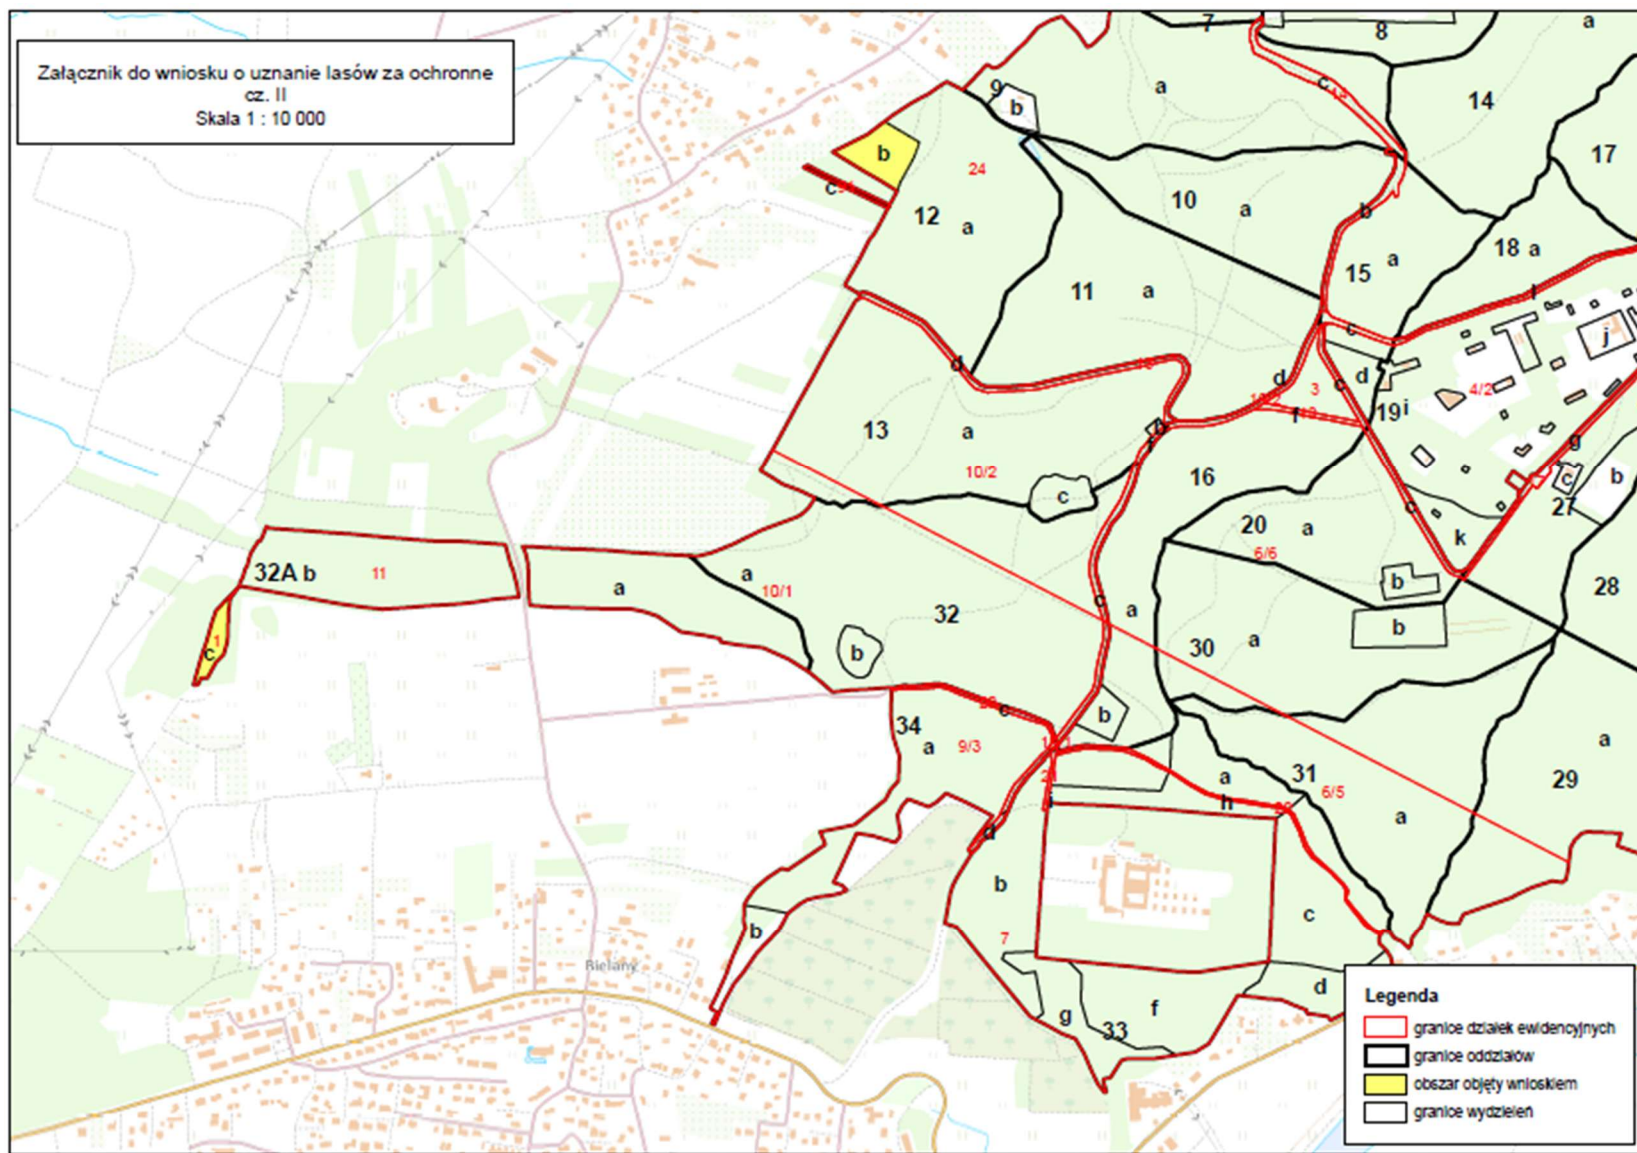 Załącznik do wniosku o uznanie lasów za ochronne
cz. II
Skala 1 : 10 000
7
8
a
9
b
a
c
14
17
b
24
c
12
a
10
a
b
15
a
18 a
11
a
c
l
j
d
d
3
c
d
4/2
19 i
f
b
13
a
10/2
16
g
c
b
27
c
20
a
6/6
k
c
32A b
11
a
a
10/1
32
c
a
b
28
30
a
b
b
1
c
34
a
9/3
c
b
21
i
a
h
31
6/5
a
29
a
d
b
c
7
b
Bielany
g
33
f
d
Legenda
granice działek ewidencyjnych
granice oddziałów
obszar objęty wnioskiem
granice wydzieleń